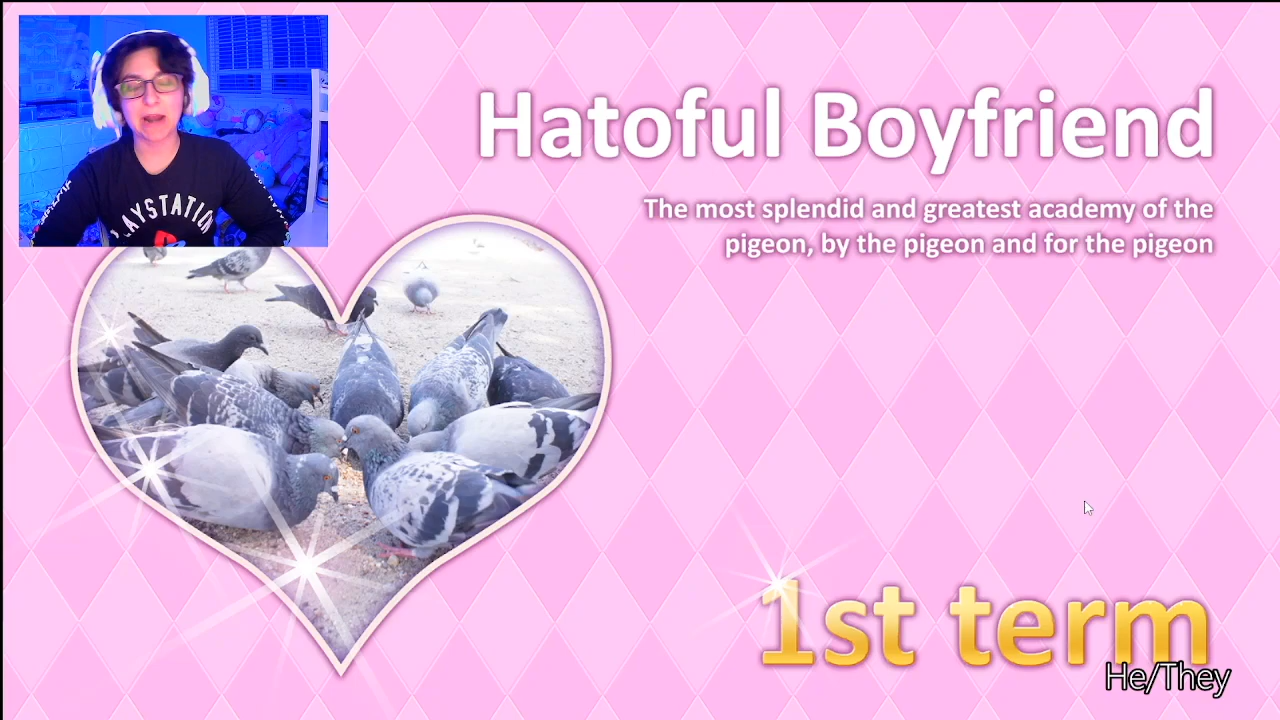 Hatoful Boyfriend
The most splendid and greatest academy of the
pigeon, by the pigeon and for the pigeon
PLAYSTATION
1st term
He/They